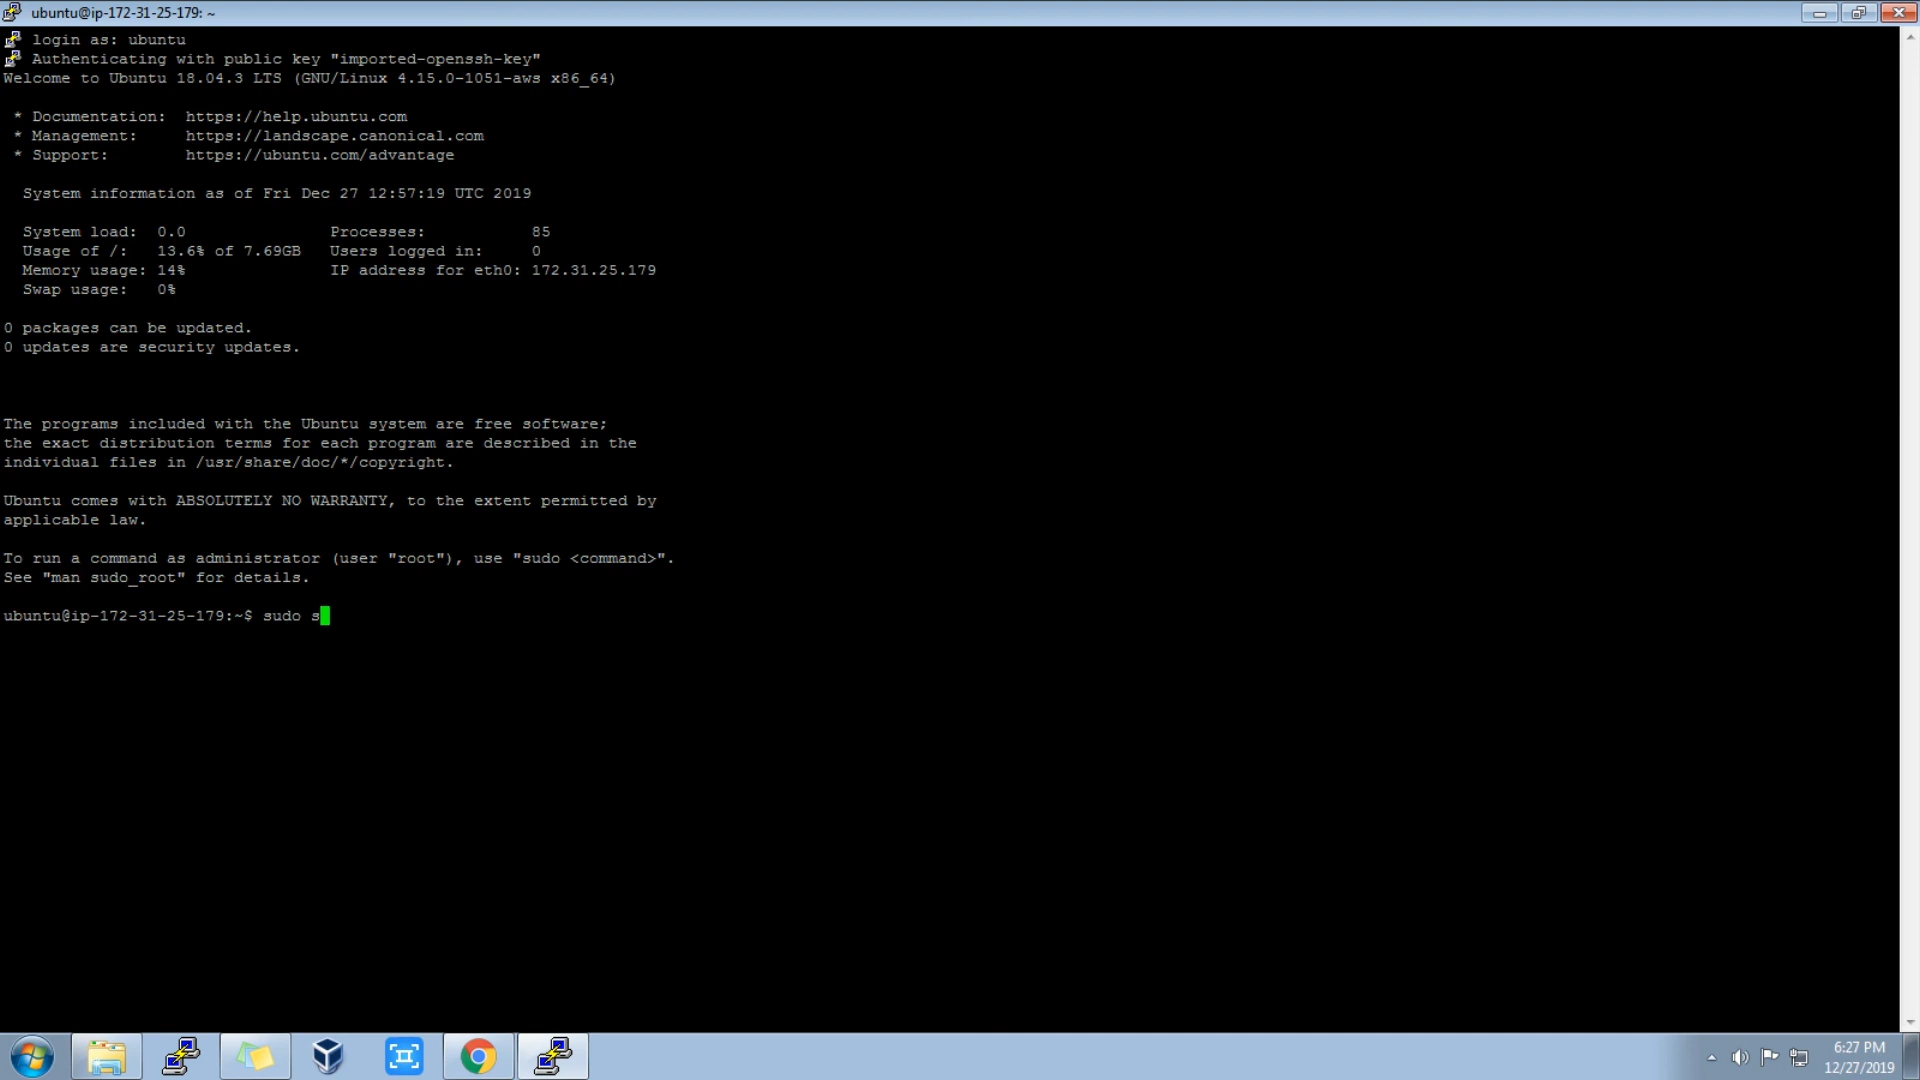 ubuntu@ip-172-31-25-179: ~
login as: ubuntu
Authenticating with public key "imported-openssh-key"
Welcome to Ubuntu 18.04.3 LTS (GNU/Linux 4.15.0-1051-aws x86_64)
* Documentation:  https://help.ubuntu.com
* Management:     https://landscape.canonical.com
* Support:        https://ubuntu.com/advantage
System information as of Fri Dec 27 12:57:19 UTC 2019
System load:  0.0               Processes:           85
Usage of /:   13.6% of 7.69GB   Users logged in:     0
Memory usage: 14%               IP address for eth0: 172.31.25.179
Swap usage:   0%
0 packages can be updated.
0 updates are security updates.
The programs included with the Ubuntu system are free software;
the exact distribution terms for each program are described in the
individual files in /usr/share/doc/*/copyright.
Ubuntu comes with ABSOLUTELY NO WARRANTY, to the extent permitted by
applicable law.
To run a command as administrator (user "root"), use "sudo <command>".
See "man sudo_root" for details.
ubuntu@ip-172-31-25-179:~$ sudo s
6:27 PM
12/27/2019